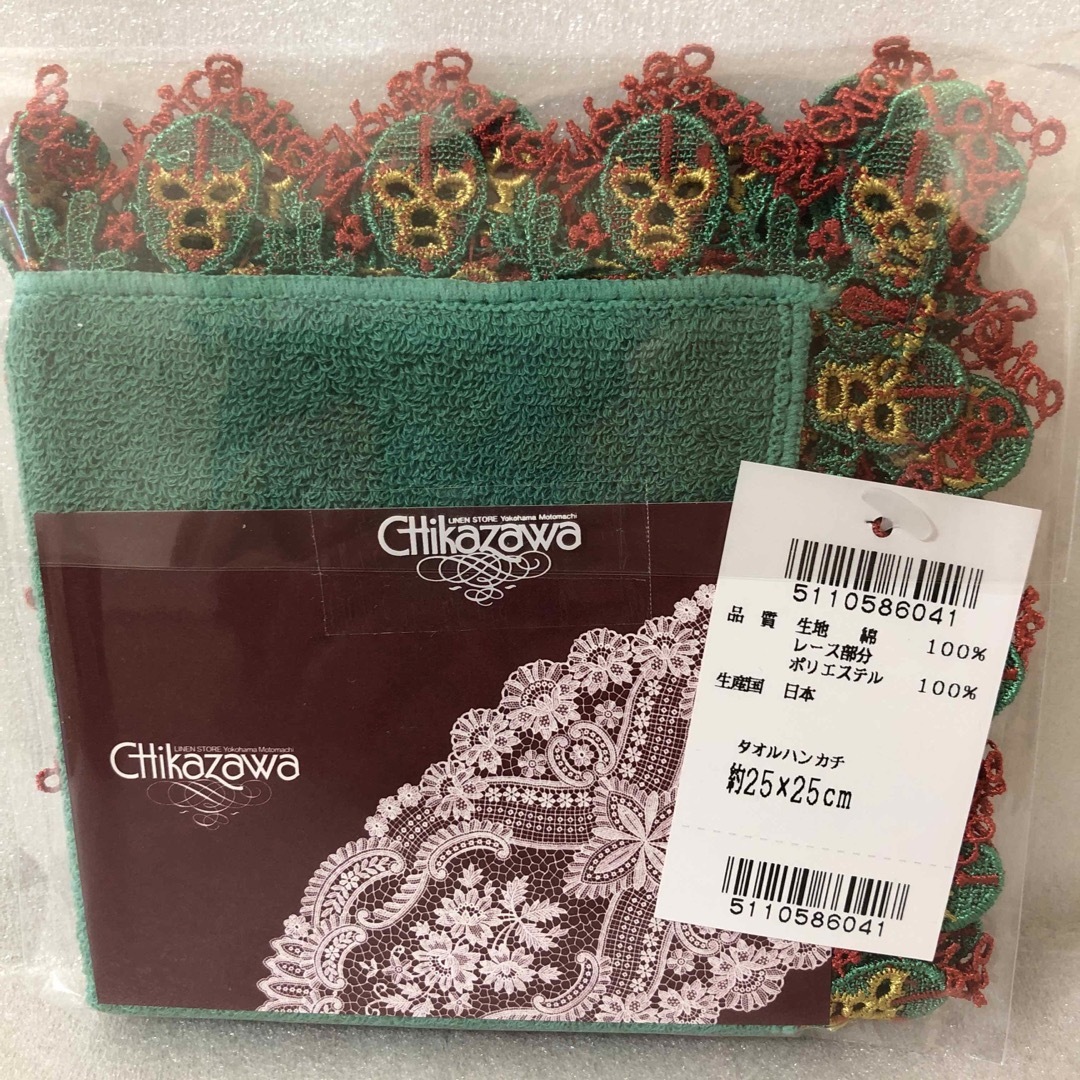 LINEN STORE Yokohama Motomachi
CHikazawa
LINEN STORE Yokohama Motomachi
CHikazawa
5110586041
品質 生地 綿 100%
レース部分
ポリエステル 100%
生産国 日本
タオルハンカチ
約25×25cm
5110586041